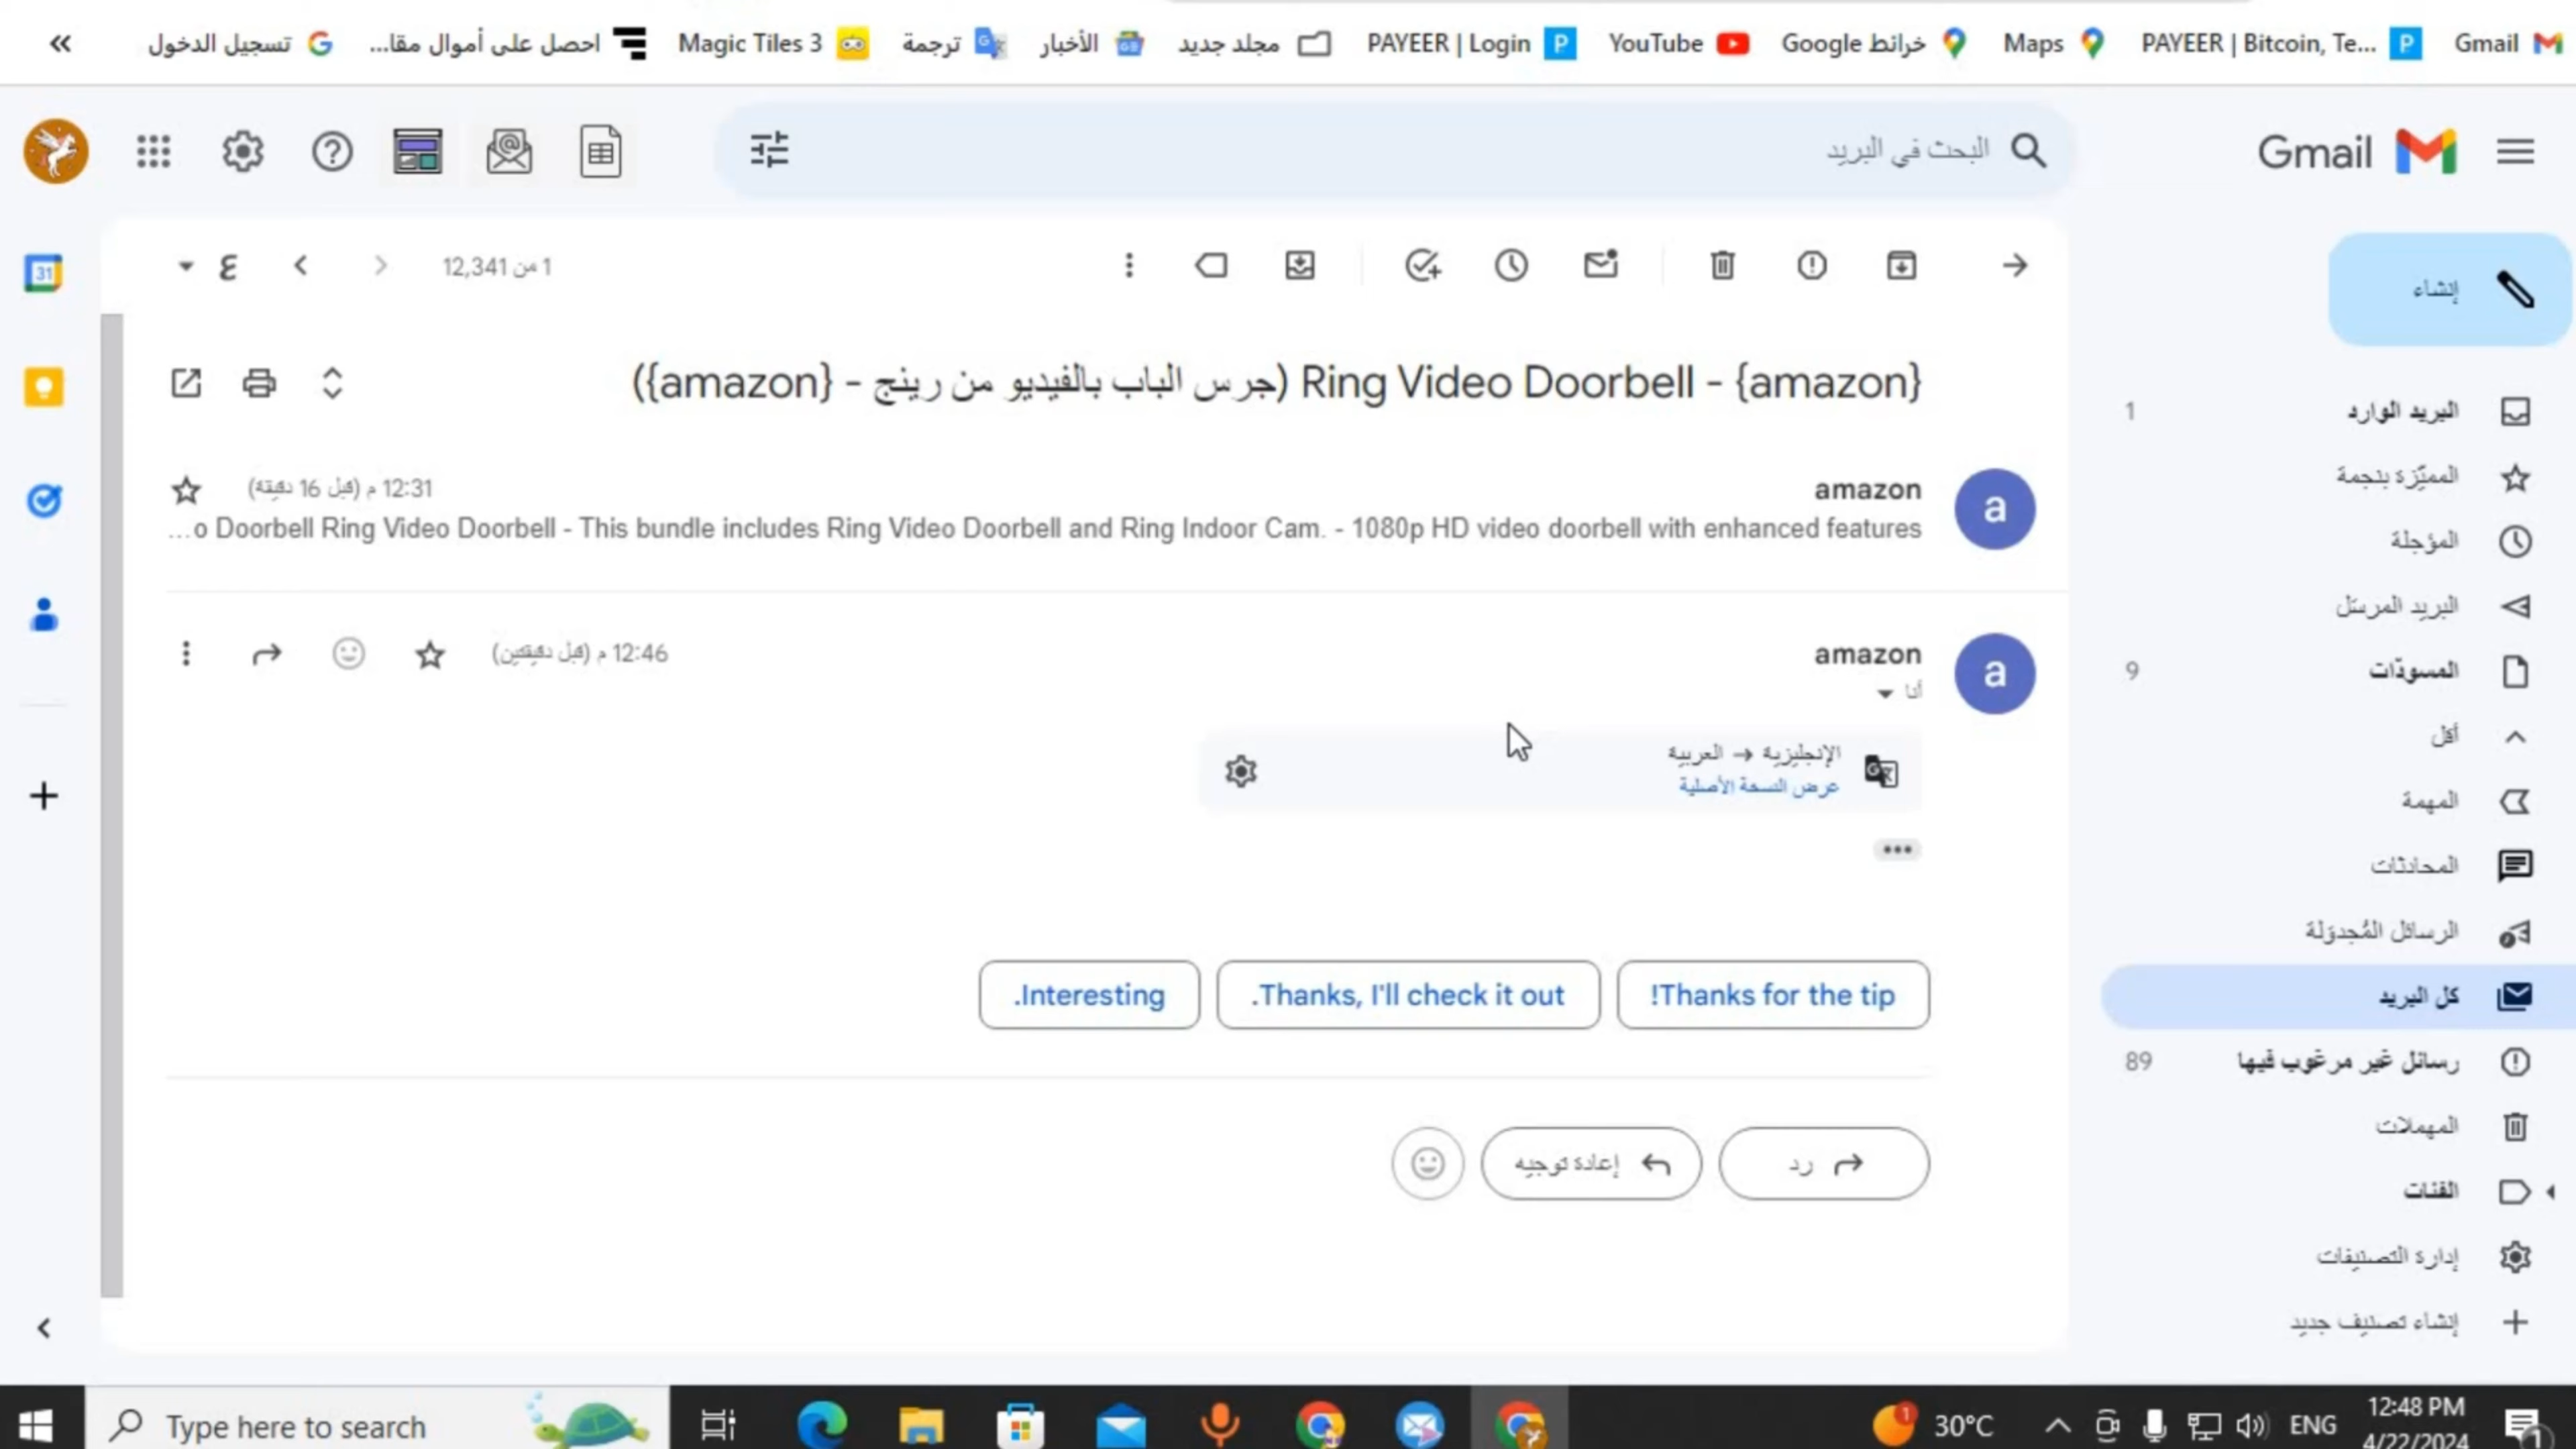 Gmail
PAYEER | Bitcoin, Te...
Maps
خرائط Google
YouTube
PAYEER | Login
مجلد جديد
الأخبار
ترجمة
Magic Tiles 3
احصل على أموال مقا...
تسجيل الدخول
Gmail
البحث في البريد
إنشاء
1 من 12,341
ع
البريد الوارد 1
المميّزة بنجمة
المؤجلة
البريد المرسَل
المسودّات 9
أقل
المهمة
المحادثات
الرسائل المُجدوَلة
كل البريد
رسائل غير مرغوب فيها 89
المهملات
الفئات
إدارة التصنيفات
إنشاء تصنيف جديد
Ring Video Doorbell - {amazon} (جرس الباب بالفيديو من رينج - {amazon})
amazon
12:31 م (قبل 16 دقيقة)
...o Doorbell Ring Video Doorbell - This bundle includes Ring Video Doorbell and Ring Indoor Cam. - 1080p HD video doorbell with enhanced features
amazon
12:46 م (قبل دقيقتين)
أنا
الإنجليزية → العربية
عرض النسخة الأصلية
Thanks for the tip!
Thanks, I'll check it out.
Interesting.
رد
إعادة توجيه
31
a
a
Type here to search
30°C
ENG
12:48 PM
4/22/2024